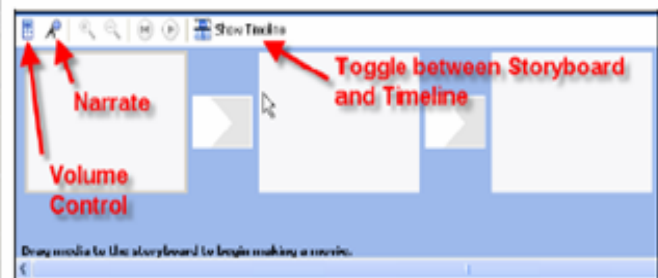 Show Timeline
Toggle between Storyboard
and Timeline
Narrate
Volume
Control
Drag media to the storyboard to begin making a movie.